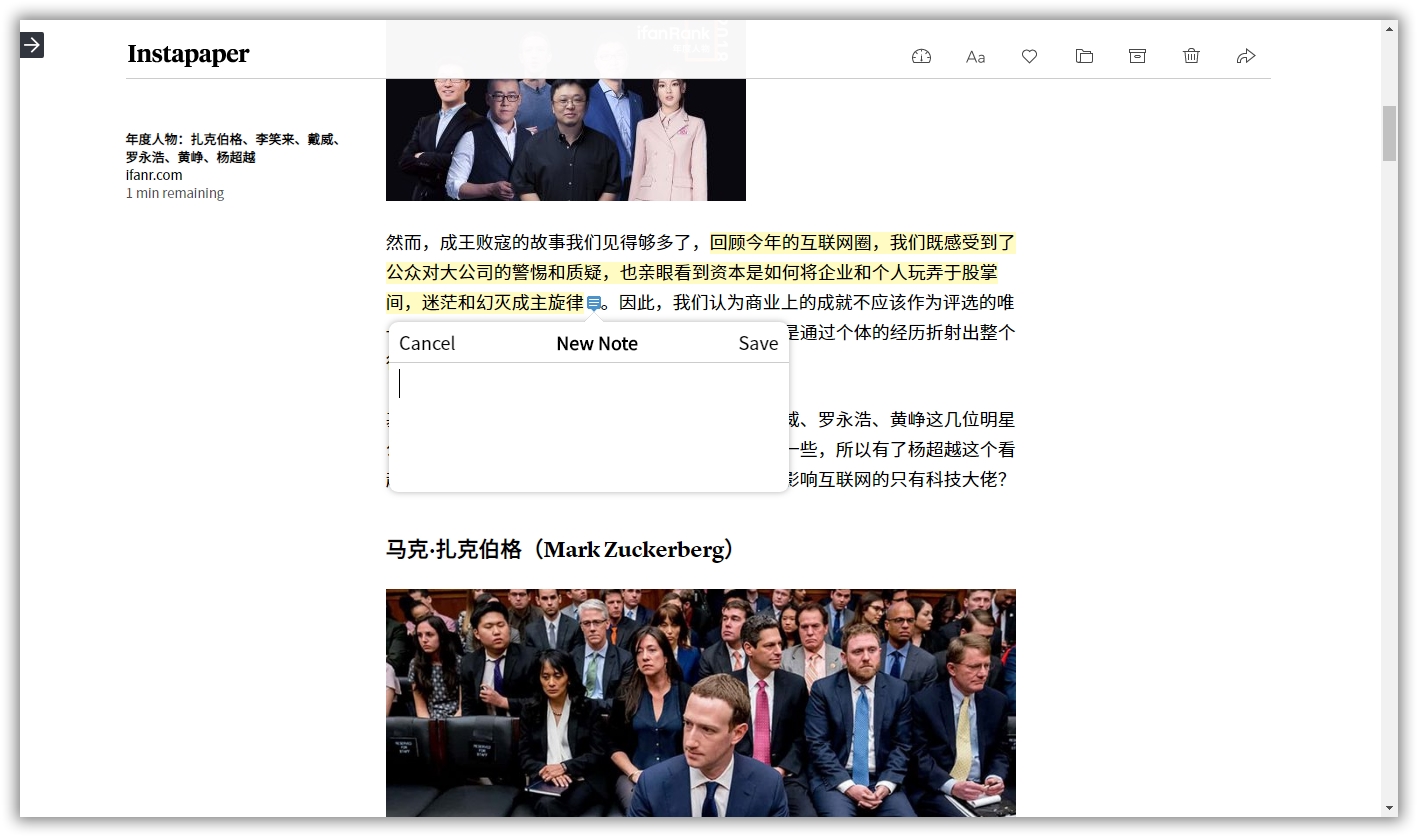 Instapaper
ifanRank
Aa
年度人物：扎克伯格、李笑来、戴威、
罗永浩、黄峥、杨超越
ifanr.com
1 min remaining
然而，成王败寇的故事我们见得够多了，回顾今年的互联网圈，我们既感受到了
公众对大公司的警惕和质疑，也亲眼看到资本是如何将企业和个人玩弄于股掌
间，迷茫和幻灭成主旋律。因此，我们认为商业上的成就不应该作为评选的唯
是通过个体的经历折射出整个
Cancel New Note Save
威、罗永浩、黄峥这几位明星
一些，所以有了杨超越这个看
影响互联网的只有科技大佬？
马克·扎克伯格（Mark Zuckerberg）
RESERVED
FOR
STAFF
RESERVED
FOR
STAFF